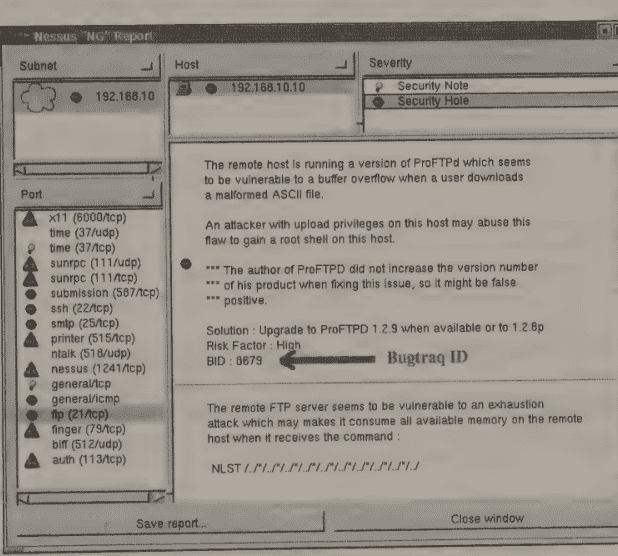 Nessus "NG" Report
Subnet
192.168.10
Host
192.168.10.10
Severity
Security Note
Security Hole
Port
x11 (6000/tcp)
time (37/udp)
time (37/tcp)
sunrpc (111/udp)
sunrpc (111/tcp)
submission (587/tcp)
ssh (22/tcp)
smtp (25/tcp)
printer (515/tcp)
ntalk (518/udp)
nessus (1241/tcp)
general/tcp
general/icmp
ftp (21/tcp)
finger (79/tcp)
biff (512/udp)
auth (113/tcp)
The remote host is running a version of ProFTPd which seems
to be vulnerable to a buffer overflow when a user downloads
a malformed ASCII file.
An attacker with upload privileges on this host may abuse this
flaw to gain a root shell on this host.
*** The author of ProFTPD did not increase the version number
*** of his product when fixing this issue, so it might be false
*** positive.
Solution : Upgrade to ProFTPD 1.2.9 when available or to 1.2.8p
Risk Factor : High
BID : 8679
Bugtraq ID
The remote FTP server seems to be vulnerable to an exhaustion
attack which may makes it consume all available memory on the remote
host when it receives the command :
NLST /../*/../*/../*/../*/../*/../*/../*/../*/../*/../
Save report...
Close window